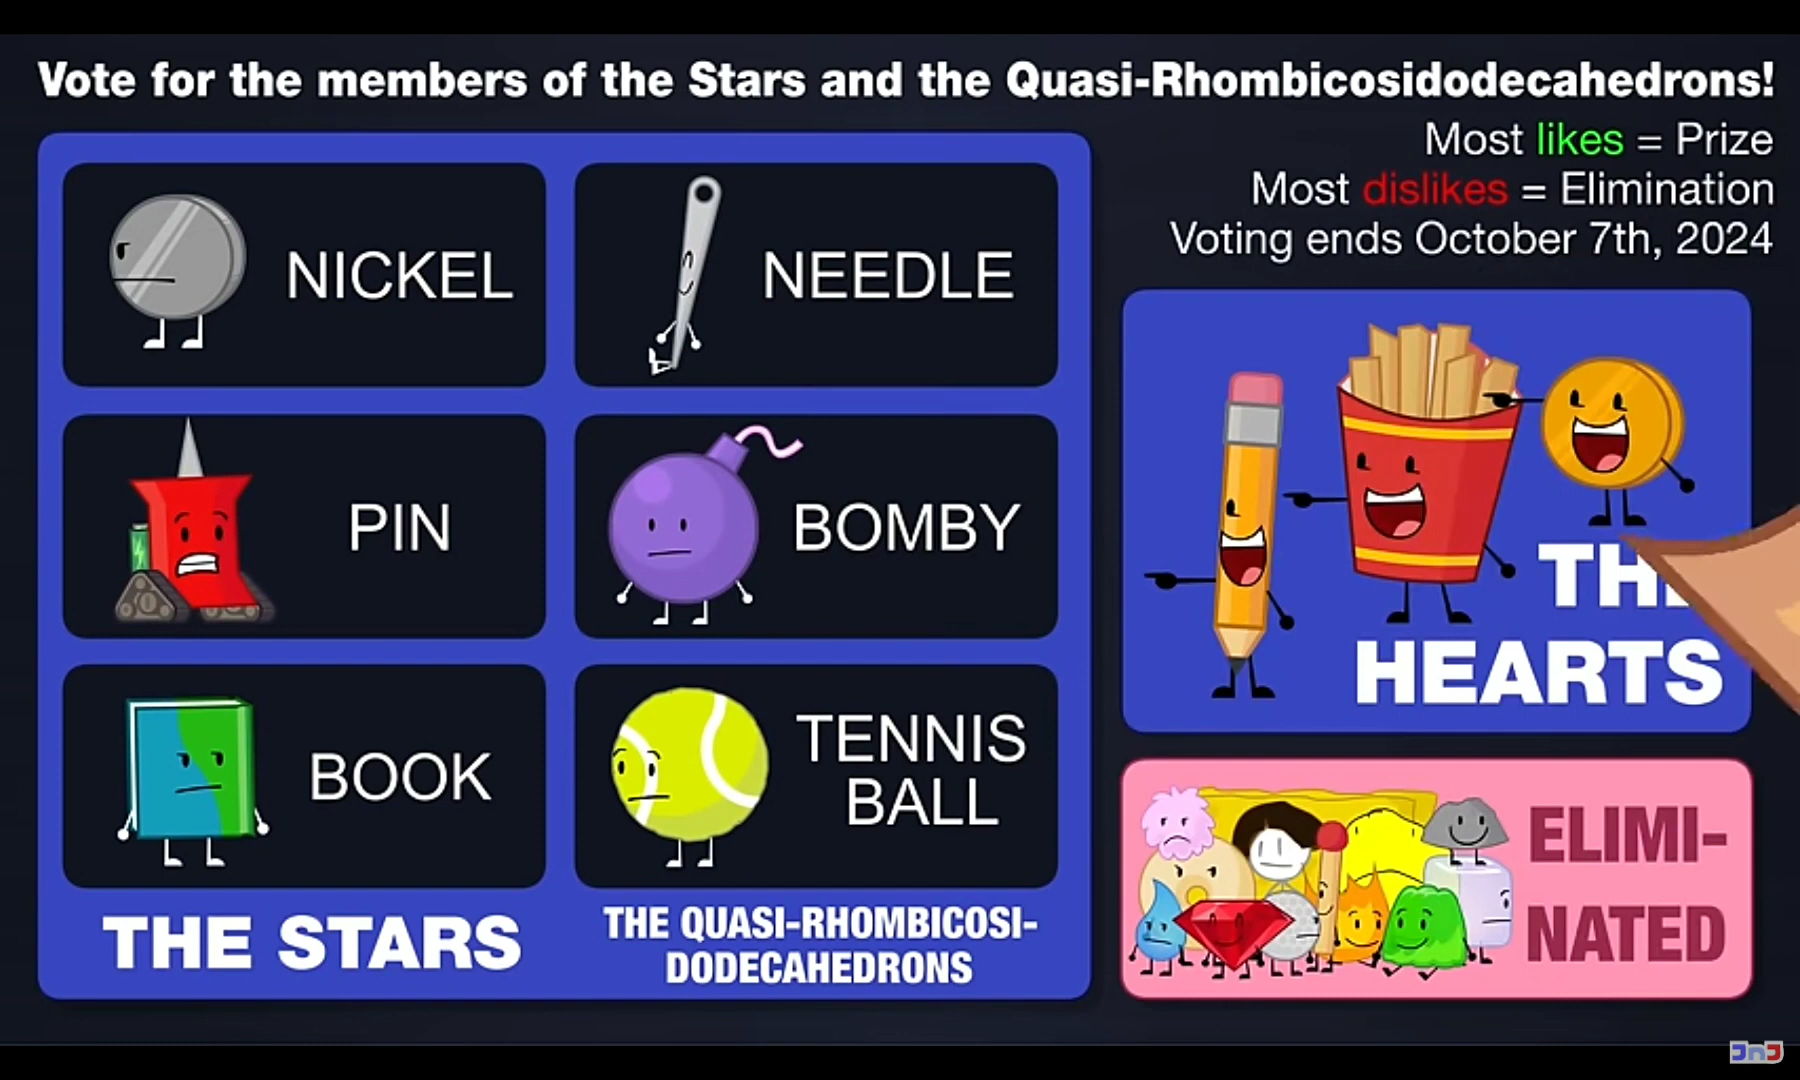 Vote for the members of the Stars and the Quasi-Rhombicosidodecahedrons!
Most likes = Prize
Most dislikes = Elimination
Voting ends October 7th, 2024
NICKEL
NEEDLE
PIN
BOMBY
BOOK
TENNIS
BALL
THE STARS
THE QUASI-RHOMBICOSI-
DODECAHEDRONS
THE
HEARTS
ELIMI-
NATED
JnJ